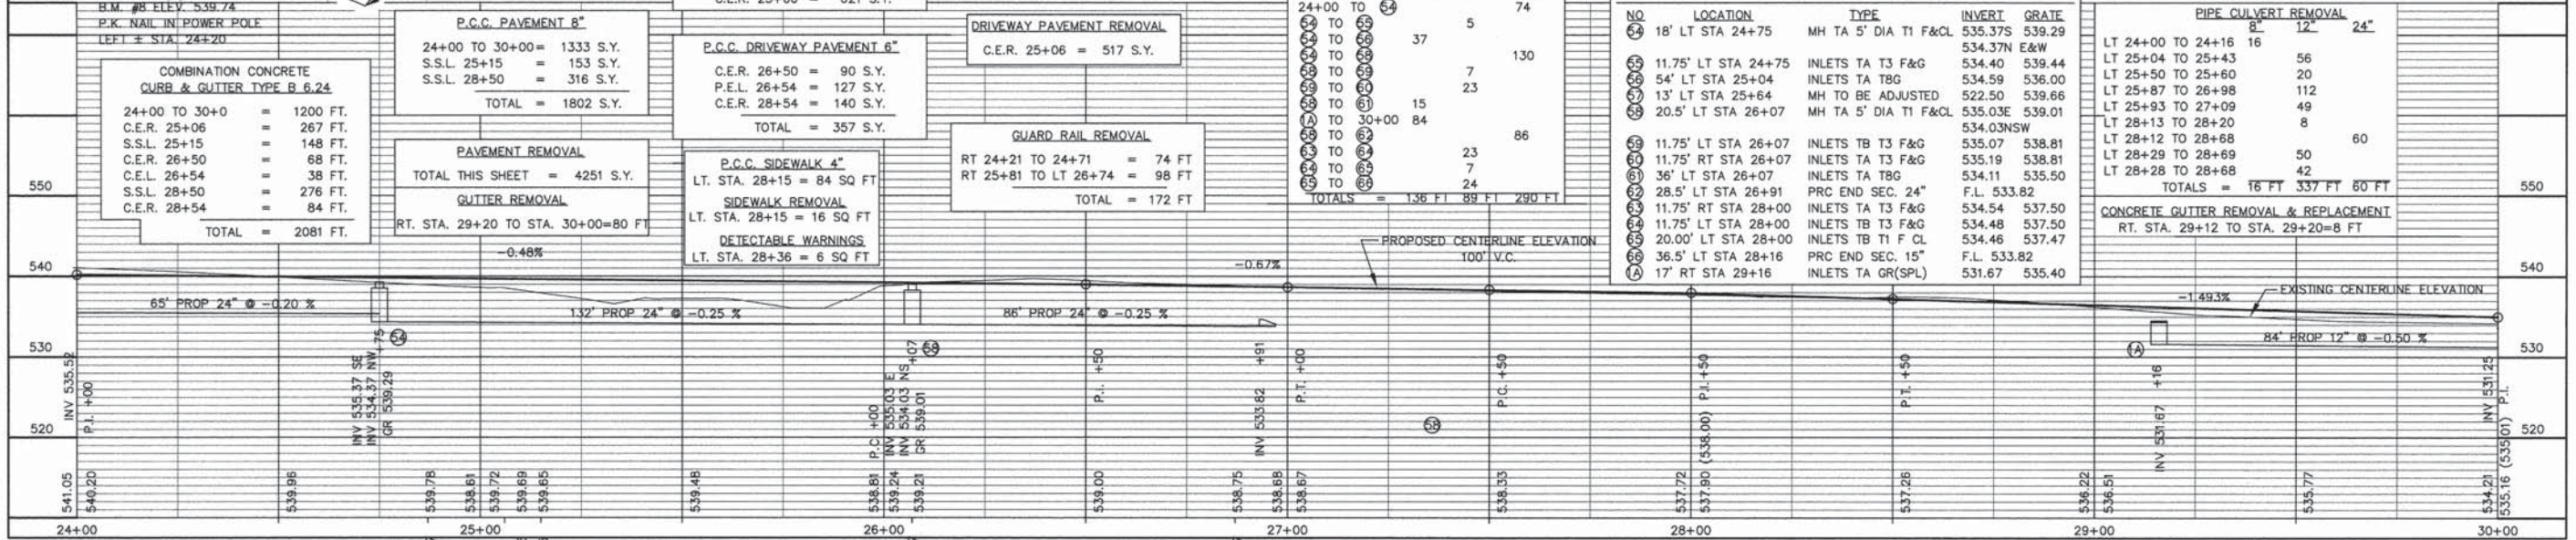 B.M. #8 ELEV. 539.74
P.K. NAIL IN POWER POLE
LEFT ± STA. 24+20
COMBINATION CONCRETE
CURB & GUTTER TYPE B 6.24
24+00 TO 30+0 = 1200 FT.
C.E.R. 25+06 = 267 FT.
S.S.L. 25+15 = 148 FT.
C.E.R. 26+50 = 68 FT.
C.E.L. 26+54 = 38 FT.
S.S.L. 28+50 = 276 FT.
C.E.R. 28+54 = 84 FT.
TOTAL = 2081 FT.
P.C.C. PAVEMENT 8"
24+00 TO 30+00= 1333 S.Y.
S.S.L. 25+15 = 153 S.Y.
S.S.L. 28+50 = 316 S.Y.
TOTAL = 1802 S.Y.
PAVEMENT REMOVAL
TOTAL THIS SHEET = 4251 S.Y.
GUTTER REMOVAL
RT. STA. 29+20 TO STA. 30+00=80 FT
P.C.C. DRIVEWAY PAVEMENT 6"
C.E.R. 26+50 = 90 S.Y.
P.E.L. 26+54 = 127 S.Y.
C.E.R. 28+54 = 140 S.Y.
TOTAL = 357 S.Y.
P.C.C. SIDEWALK 4"
LT. STA. 28+15 = 84 SQ FT
SIDEWALK REMOVAL
LT. STA. 28+15 = 16 SQ FT
DETECTABLE WARNINGS
LT. STA. 28+36 = 6 SQ FT
DRIVEWAY PAVEMENT REMOVAL
C.E.R. 25+06 = 517 S.Y.
GUARD RAIL REMOVAL
RT 24+21 TO 24+71 = 74 FT
RT 25+81 TO LT 26+74 = 98 FT
TOTAL = 172 FT
24+00 TO 54 74
54 TO 55 5
54 TO 56 37
54 TO 58 130
58 TO 59 7
59 TO 60 23
58 TO 61 15
1A TO 30+00 84
58 TO 62 86
63 TO 64 23
64 TO 65 7
65 TO 66 24
TOTALS = 136 FT 89 FT 290 FT
NO LOCATION TYPE INVERT GRATE
54 18' LT STA 24+75 MH TA 5' DIA T1 F&CL 535.37S 539.29
534.37N E&W
55 11.75' LT STA 24+75 INLETS TA T3 F&G 534.40 539.44
56 54' LT STA 25+04 INLETS TA T8G 534.59 536.00
57 13' LT STA 25+64 MH TO BE ADJUSTED 522.50 539.66
58 20.5' LT STA 26+07 MH TA 5' DIA T1 F&CL 535.03E 539.01
534.03NSW
59 11.75' LT STA 26+07 INLETS TB T3 F&G 535.07 538.81
60 11.75' RT STA 26+07 INLETS TA T3 F&G 535.19 538.81
61 36' LT STA 26+07 INLETS TA T8G 534.11 535.50
62 28.5' LT STA 26+91 PRC END SEC. 24" F.L. 533.82
63 11.75' RT STA 28+00 INLETS TA T3 F&G 534.54 537.50
64 11.75' LT STA 28+00 INLETS TB T3 F&G 534.48 537.50
65 20.00' LT STA 28+00 INLETS TB T1 F CL 534.46 537.47
66 36.5' LT STA 28+16 PRC END SEC. 15" F.L. 533.82
1A 17' RT STA 29+16 INLETS TA GR(SPL) 531.67 535.40
PIPE CULVERT REMOVAL
8" 12" 24"
LT 24+00 TO 24+16 16
LT 25+04 TO 25+43 56
LT 25+50 TO 25+60 20
LT 25+87 TO 26+98 112
LT 25+93 TO 27+09 49
LT 28+13 TO 28+20 8
LT 28+12 TO 28+68 60
LT 28+29 TO 28+69 50
LT 28+28 TO 28+68 42
TOTALS = 16 FT 337 FT 60 FT
CONCRETE GUTTER REMOVAL & REPLACEMENT
RT. STA. 29+12 TO STA. 29+20=8 FT
550 550
540 -0.48% -0.67% PROPOSED CENTERLINE ELEVATION 540
100' V.C.
65' PROP 24" @ -0.20 % 132' PROP 24" @ -0.25 % 86' PROP 24" @ -0.25 % -1.493% EXISTING CENTERLINE ELEVATION
54 58 1A 84' PROP 12" @ -0.50 %
530 530
INV 535.52
P.I. +00
INV 535.37 SE
INV 534.37 NW
+75
GR 539.29
P.C. +00
INV 535.03 E
INV 534.03 NS
+07
GR 539.01
P.I. +50
INV 533.82 +91
P.T. +00
58
P.C. +50
P.I. +50
P.T. +50
INV 531.67 +16
INV 531.25
P.I.
520 520
541.05
540.20
539.96
539.78
538.61
539.72
539.69
539.65
539.48
538.81
539.24
539.21
539.00
538.75
538.68
538.67
538.33
537.72
537.90 (538.00)
537.26
536.22
536.51
535.77
534.21
535.16 (535.01)
24+00 25+00 26+00 27+00 28+00 29+00 30+00